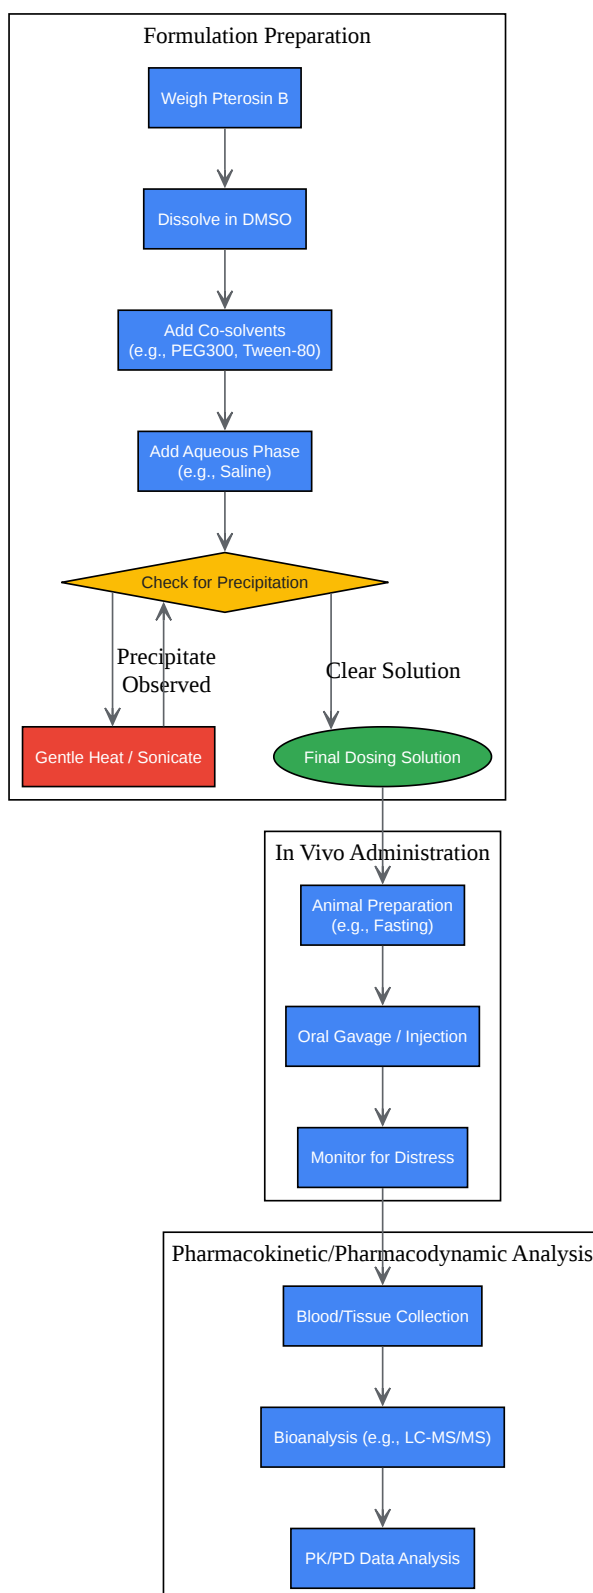 Formulation Preparation
Weigh Pterosin B
Dissolve in DMSO
Add Co-solvents
(e.g., PEG300, Tween-80)
Add Aqueous Phase
(e.g., Saline)
Check for Precipitation
Precipitate
Observed
Clear Solution
Gentle Heat / Sonicate
Final Dosing Solution
In Vivo Administration
Animal Preparation
(e.g., Fasting)
Oral Gavage / Injection
Monitor for Distress
Pharmacokinetic/Pharmacodynamic Analysis
Blood/Tissue Collection
Bioanalysis (e.g., LC-MS/MS)
PK/PD Data Analysis